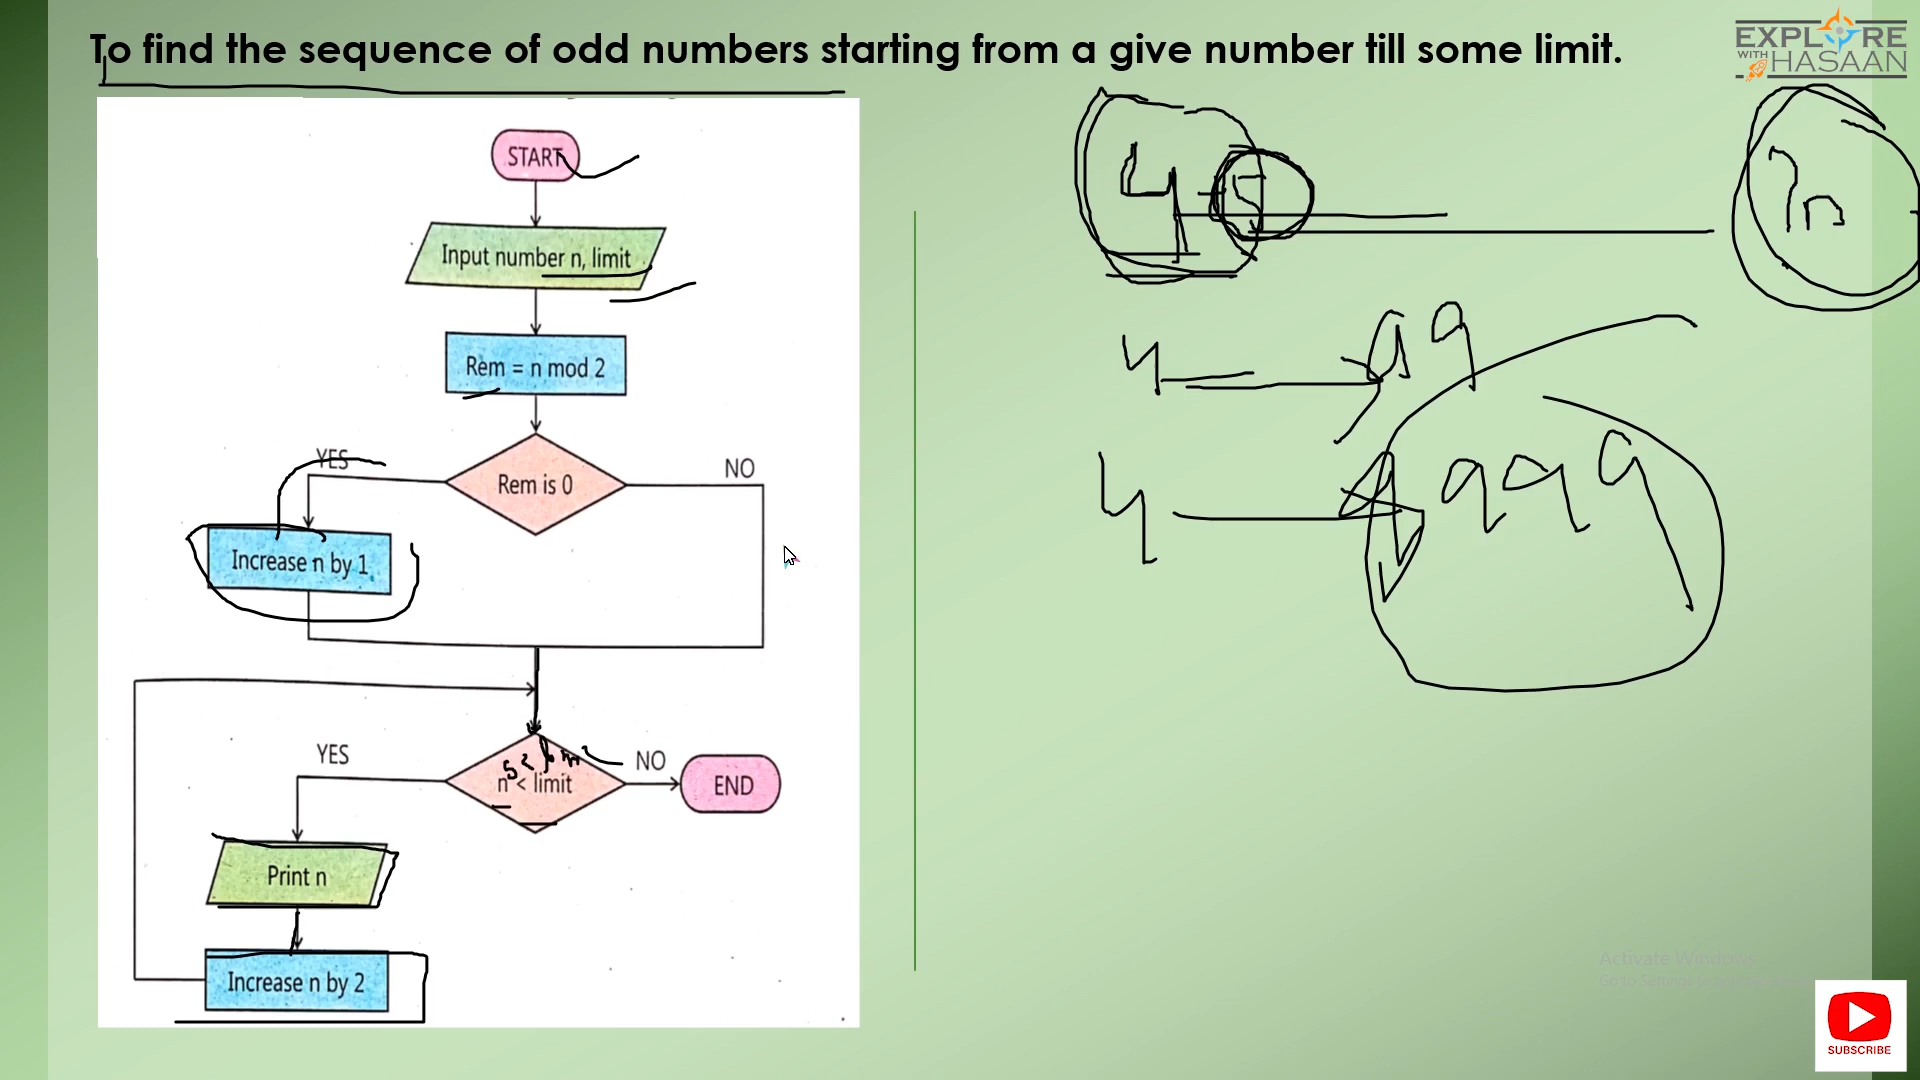 To find the sequence of odd numbers starting from a give number till some limit.
EXPLORE
WITH HASAAN
START
Input number n, limit
Rem = n mod 2
YES
Rem is 0
NO
Increase n by 1
YES
n < limit
NO
END
Print n
Increase n by 2
4 5
n
4 99
4 9999
Activate Windows
SUBSCRIBE